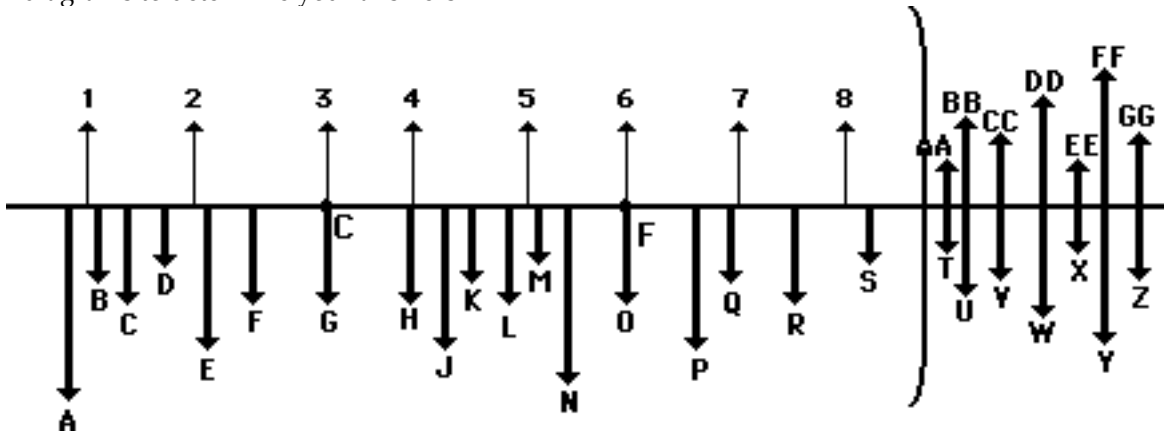 FF
DD
BB
CC
GG
1 2 3 4 5 6 7 8
AA
EE
C F
B C D F G H J K L M O Q R S T U V W X Y Z
E P
A N